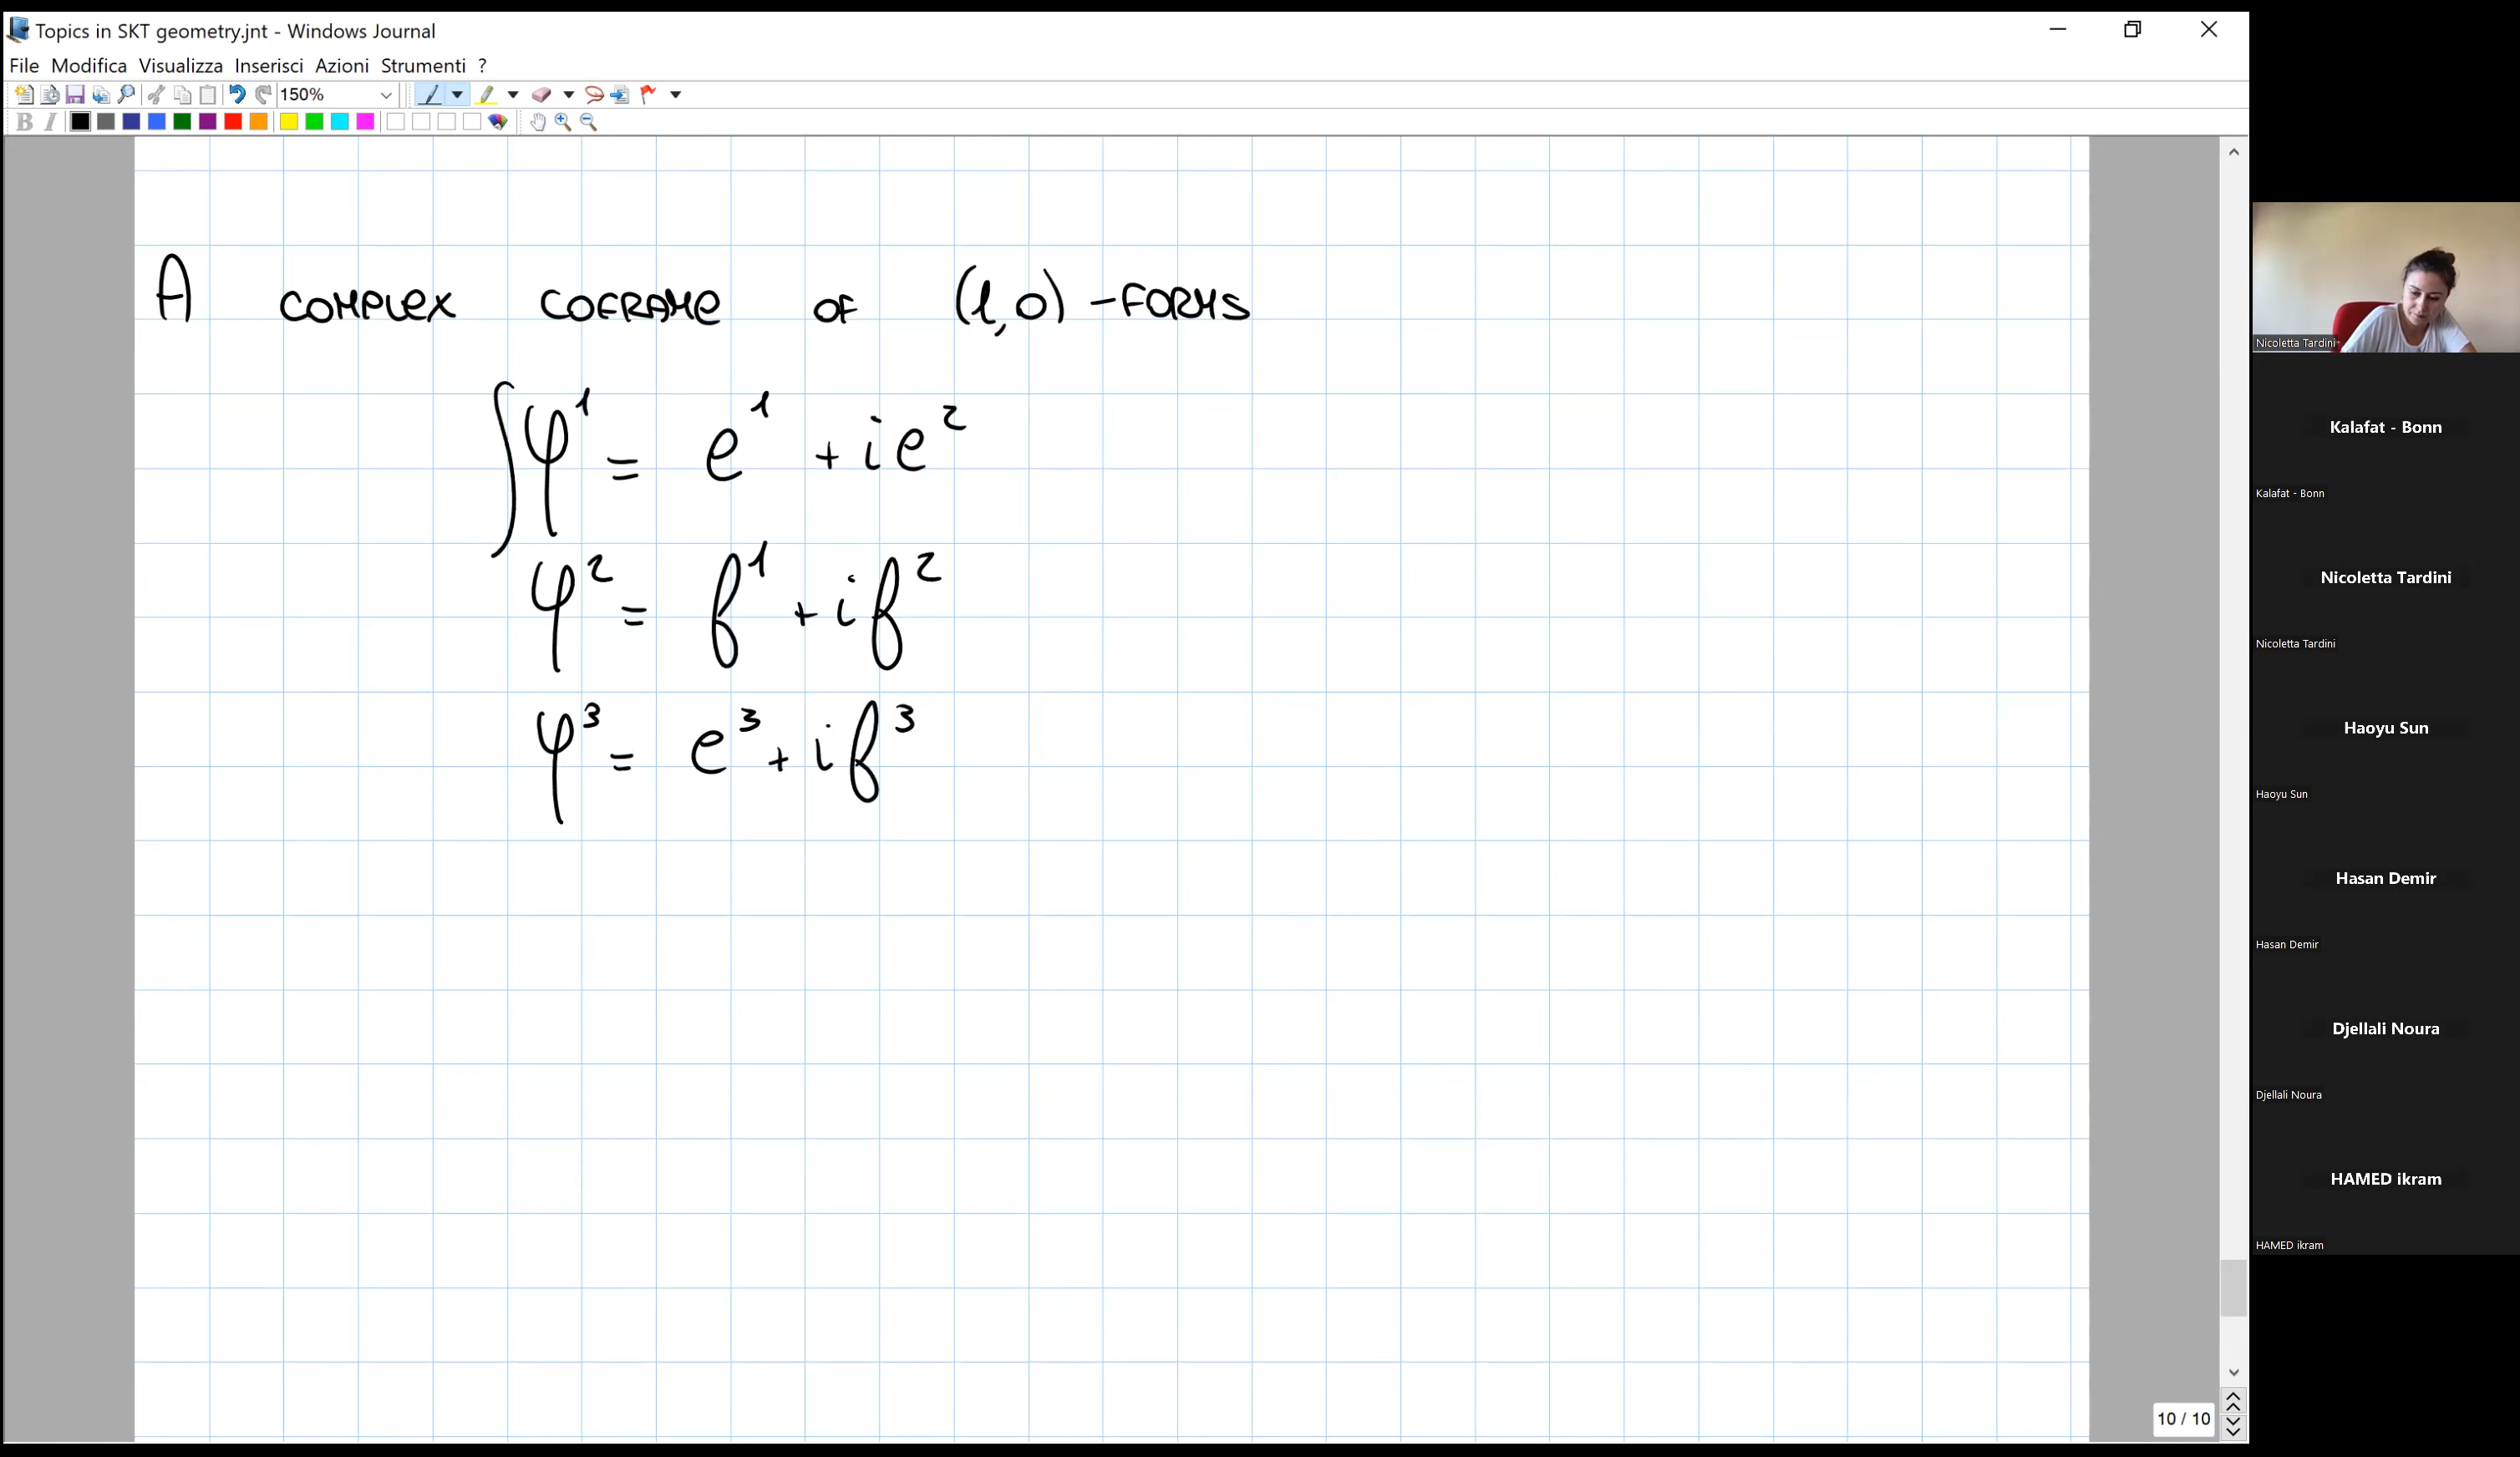 Topics in SKT geometry.jnt - Windows Journal
File Modifica Visualizza Inserisci Azioni Strumenti ?
150%
B I
A COMPLEX COFRAME OF (1,0)-FORMS
φ¹ = e¹ + ie²
φ² = f¹ + if²
φ³ = e³ + if³
10 / 10
Nicoletta Tardini
Kalafat - Bonn
Kalafat - Bonn
Nicoletta Tardini
Nicoletta Tardini
Haoyu Sun
Haoyu Sun
Hasan Demir
Hasan Demir
Djellali Noura
Djellali Noura
HAMED ikram
HAMED ikram